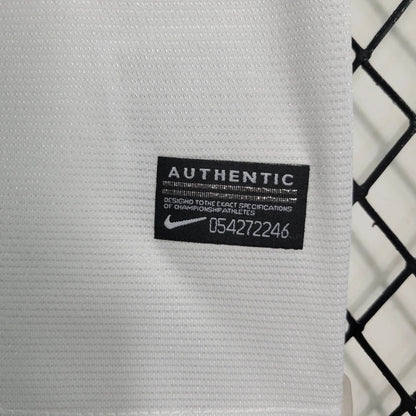 AUTHENTIC
DESIGNED TO THE EXACT SPECIFICATIONS
OF CHAMPIONSHIP ATHLETES
054272246